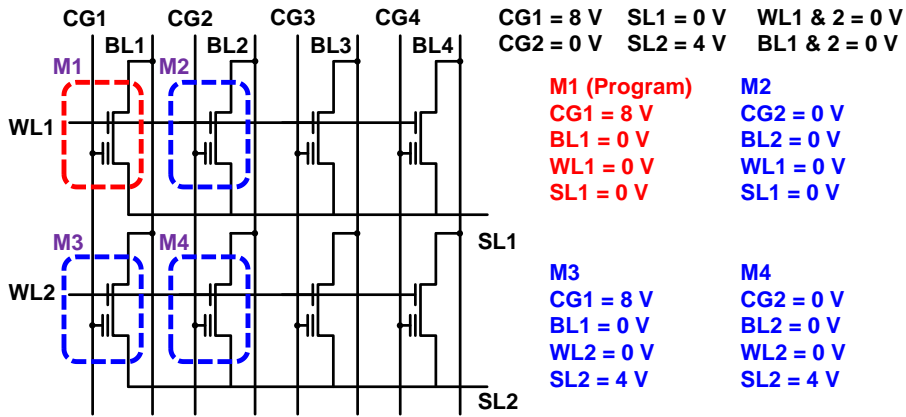 CG1 CG2 CG3 CG4
BL1 BL2 BL3 BL4
M1 M2
WL1
SL1
M3 M4
WL2
SL2
CG1 = 8 V SL1 = 0 V WL1 & 2 = 0 V
CG2 = 0 V SL2 = 4 V BL1 & 2 = 0 V
M1 (Program)
CG1 = 8 V
BL1 = 0 V
WL1 = 0 V
SL1 = 0 V
M2
CG2 = 0 V
BL2 = 0 V
WL1 = 0 V
SL1 = 0 V
M3
CG1 = 8 V
BL1 = 0 V
WL2 = 0 V
SL2 = 4 V
M4
CG2 = 0 V
BL2 = 0 V
WL2 = 0 V
SL2 = 4 V